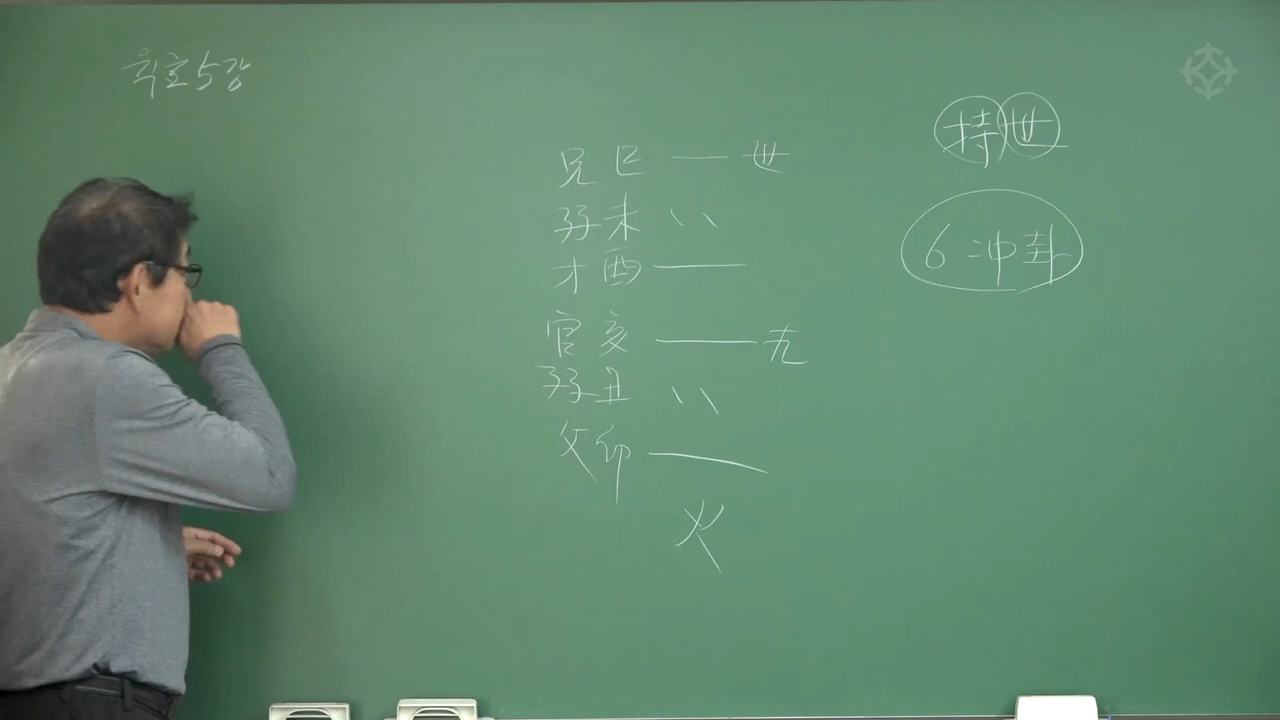 육효5강
兄巳 — 世
孫未 ､､
才酉 —
官亥 —
孫丑 ､､
父卯 —
火
持世
6冲卦